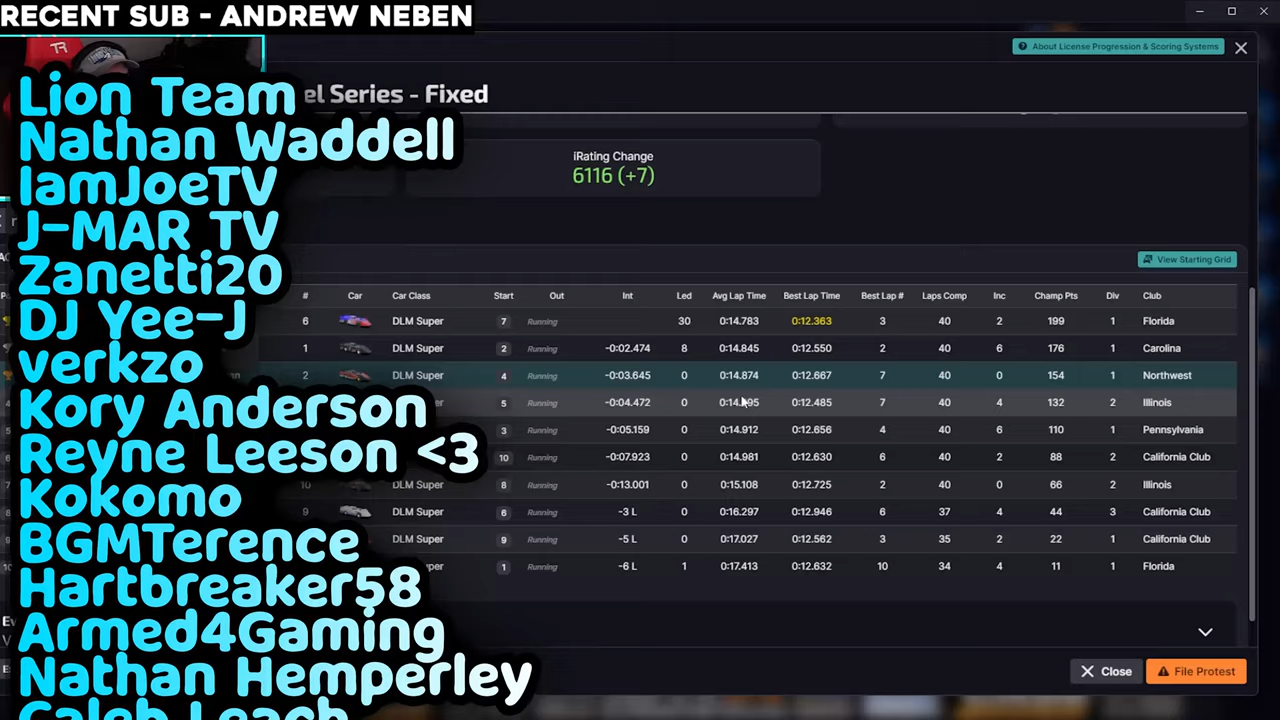 RECENT SUB - ANDREW NEBEN
About License Progression & Scoring Systems
TR
el Series - Fixed
iRating Change
6116 (+7)
View Starting Grid
# Car Car Class Start Out Int Led Avg Lap Time Best Lap Time Best Lap # Laps Comp Inc Champ Pts Div Club
6 DLM Super 7 Running 30 0:14.783 0:12.363 3 40 2 199 1 Florida
1 DLM Super 2 Running -0:02.474 8 0:14.845 0:12.550 2 40 6 176 1 Carolina
2 DLM Super 4 Running -0:03.645 0 0:14.874 0:12.667 7 40 0 154 1 Northwest
5 Running -0:04.472 0 0:12.485 7 40 4 132 2 Illinois
DLM Super 3 Running -0:05.159 0 0:14.912 0:12.656 4 40 6 110 1 Pennsylvania
DLM Super 10 Running -0:07.923 0 0:14.981 0:12.630 6 40 2 88 2 California Club
10 DLM Super 8 Running -0:13.001 0 0:15.108 0:12.725 2 40 0 66 2 Illinois
9 DLM Super 6 Running -3 L 0 0:16.297 0:12.946 6 37 4 44 3 California Club
DLM Super 9 Running -5 L 0 0:17.027 0:12.562 3 35 2 22 1 California Club
1 Running -6 L 1 0:17.413 0:12.632 10 34 4 11 1 Florida
Close
File Protest
Lion Team
Nathan Waddell
IamJoeTV
J-MAR TV
Zanetti20
DJ Yee-J
verkzo
Kory Anderson
Reyne Leeson <3
Kokomo
BGMTerence
Hartbreaker58
Armed4Gaming
Nathan Hemperley
Caleb Leach